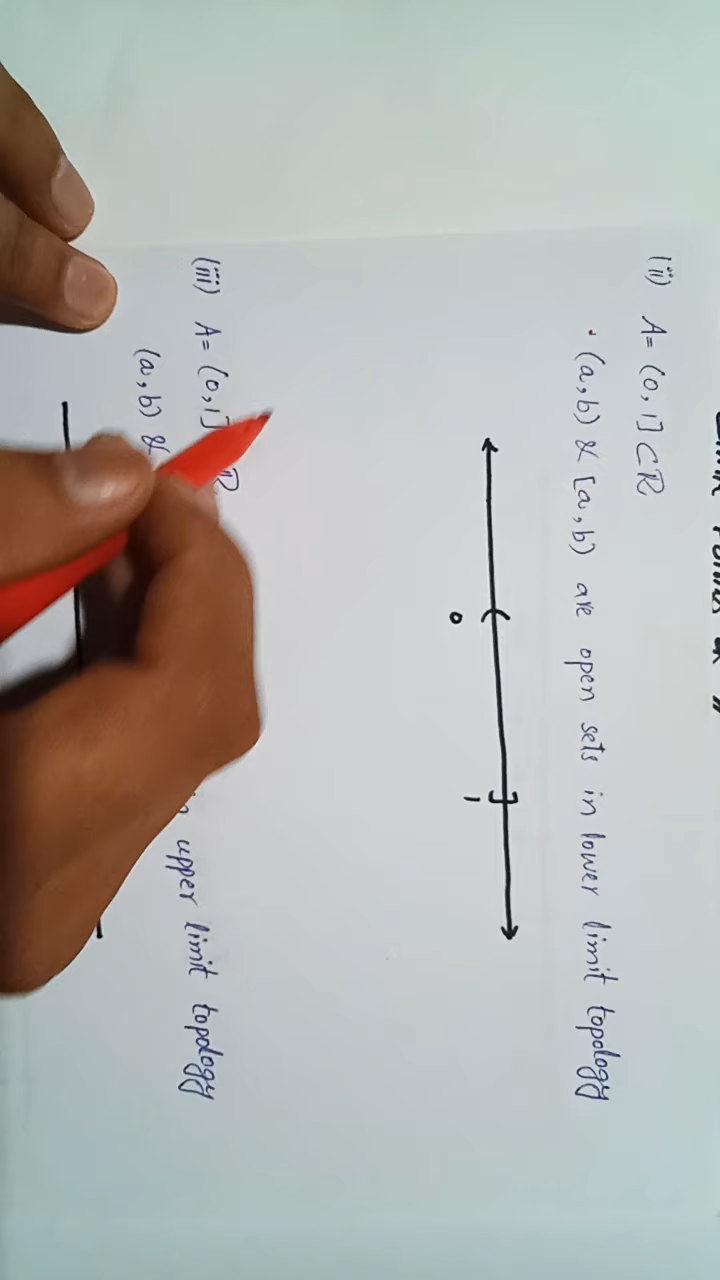 (ii) A = (0, 1] ⊂ R
• (a, b) & [a, b) are open sets in lower limit topology
0 1
(iii) A = (0, 1] R
(a, b) & upper limit topology